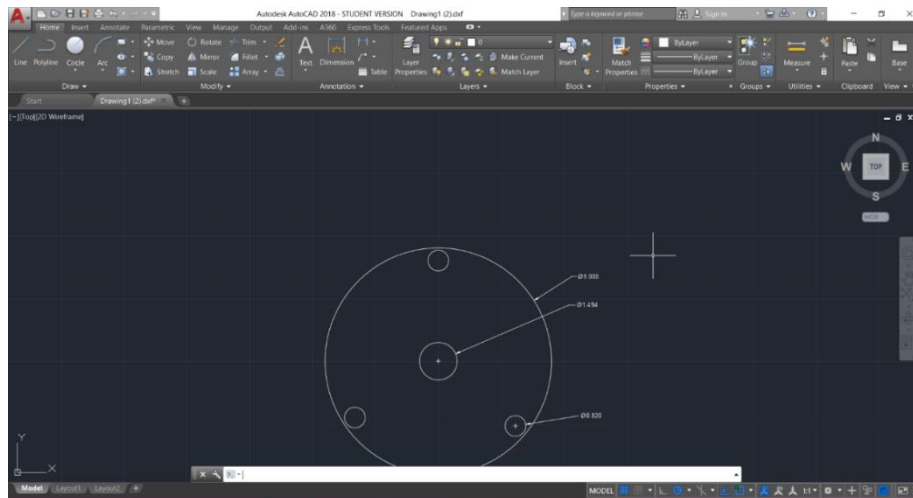 Autodesk AutoCAD 2018 - STUDENT VERSION Drawing1 (2).dxf
Type a keyword or phrase
Sign In
Home Insert Annotate Parametric View Manage Output Add-ins A360 Express Tools Featured Apps
Move Rotate Trim
Copy Mirror Fillet
Stretch Scale Array
Line Polyline Circle Arc
Text Dimension
Table
Layer Properties
0
Make Current
Match Layer
Insert
Match Properties
ByLayer
ByLayer
ByLayer
Group
Measure
Paste
Base
Draw Modify Annotation Layers Block Properties Groups Utilities Clipboard View
Start Drawing1 (2).dxf*
[-][Top][2D Wireframe]
N
W TOP E
S
Ø1.494
Y
X
Model Layout1 Layout2
MODEL 1:1